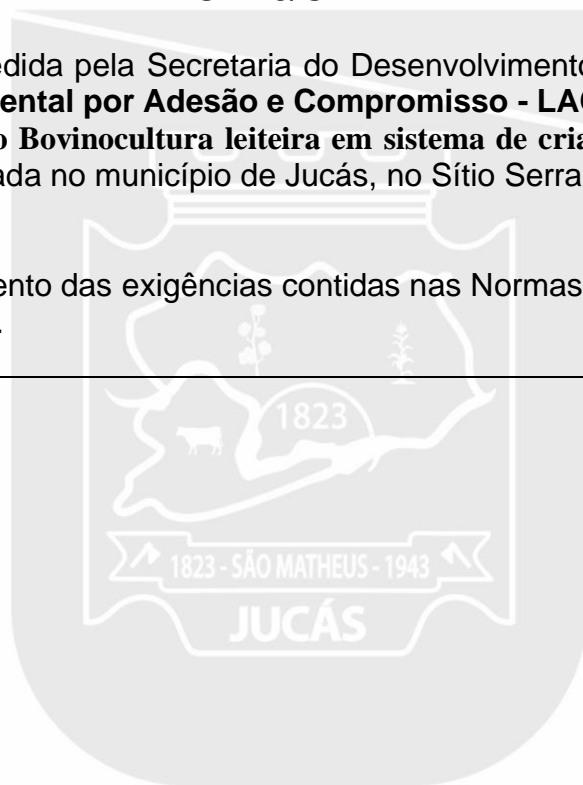 edida pela Secretaria do Desenvolvimento
ental por Adesão e Compromisso - LAC
o Bovinocultura leiteira em sistema de cria
ada no município de Jucás, no Sítio Serra
ento das exigências contidas nas Normas
.
1823
1823 - SÃO MATHEUS - 1943
JUCÁS